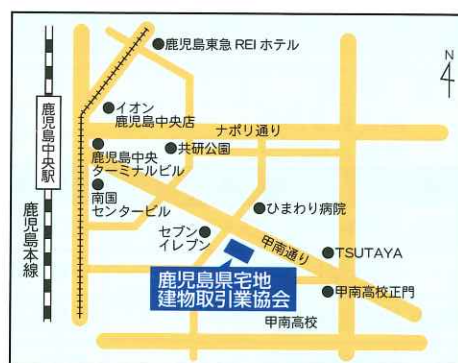 鹿児島東急REIホテル
N
イオン
鹿児島中央店
ナポリ通り
鹿児島中央駅
鹿児島中央
ターミナルビル
共研公園
南国
センタービル
ひまわり病院
鹿児島本線
セブン
イレブン
甲南通り
TSUTAYA
鹿児島県宅地
建物取引業協会
甲南高校正門
甲南高校